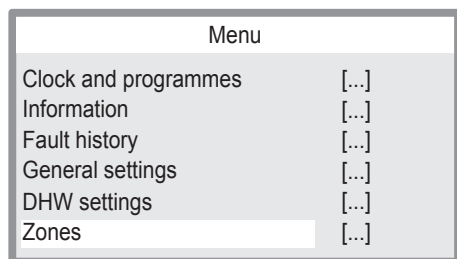 Menu
Clock and programmes [...]
Information [...]
Fault history [...]
General settings [...]
DHW settings [...]
Zones [...]